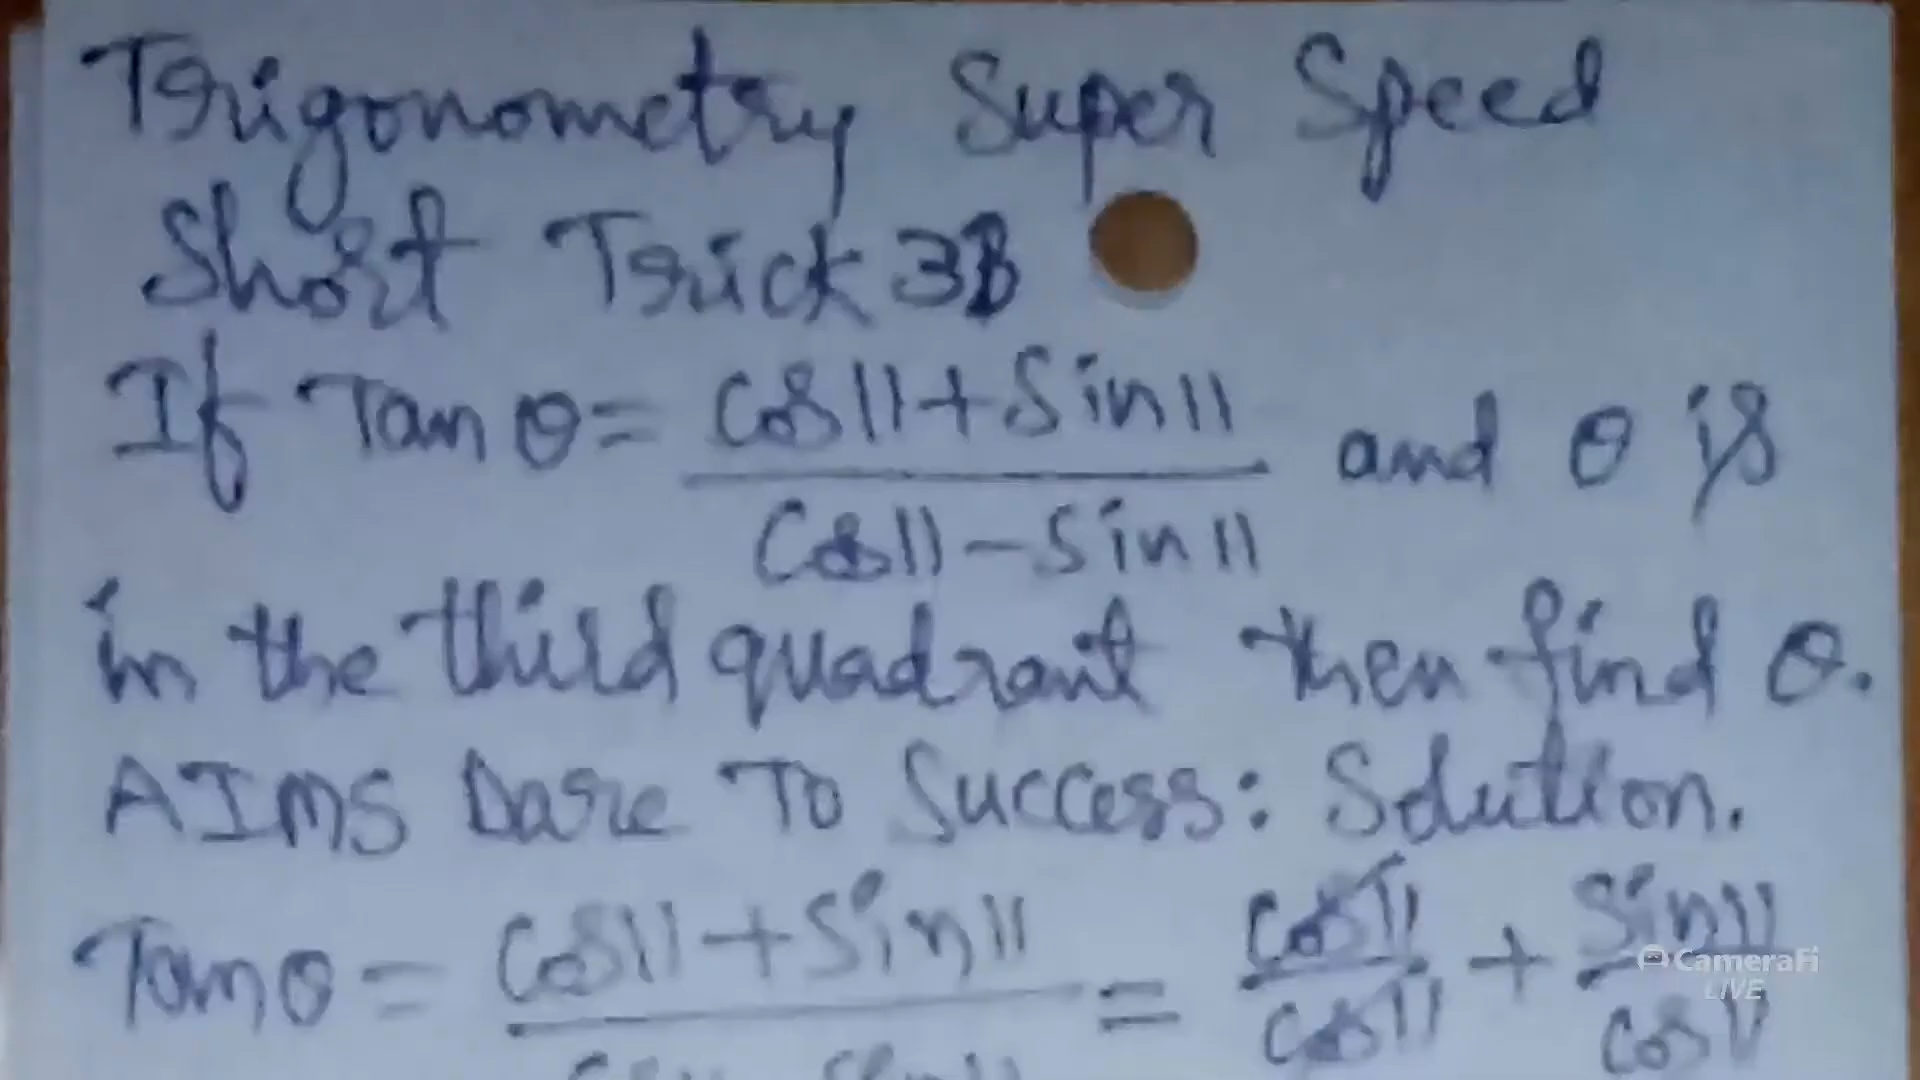 Trigonometry Super Speed
Short Trick 3B
If Tan θ = Cos11+Sin11 and θ is
Cos11-Sin11
in the third quadrant then find θ.
AIMS Dare To Success: Solution.
Tan θ = Cos11+Sin11 = Cos11 + Sin11
Cos11 Cos11
CameraFi
LIVE